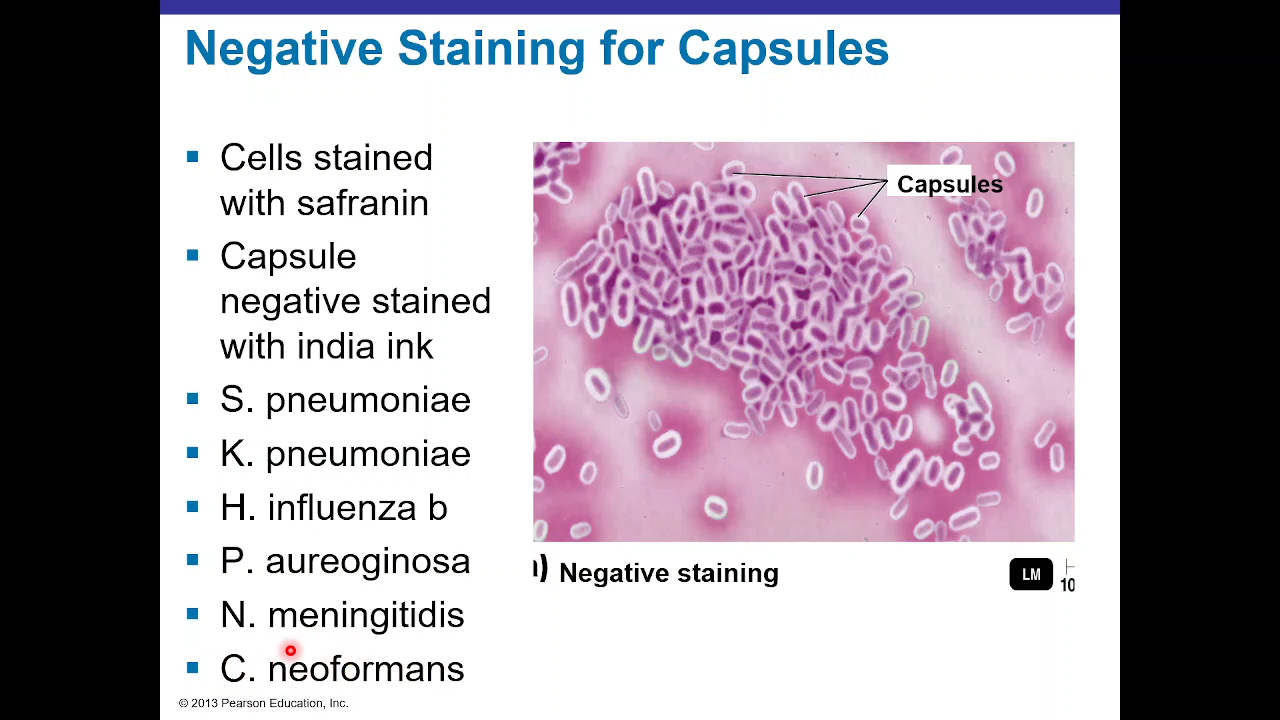 Negative Staining for Capsules
Cells stained
with safranin
Capsule
negative stained
with india ink
S. pneumoniae
K. pneumoniae
H. influenza b
P. aureoginosa
N. meningitidis
C. neoformans
Capsules
Negative staining
LM
10
© 2013 Pearson Education, Inc.